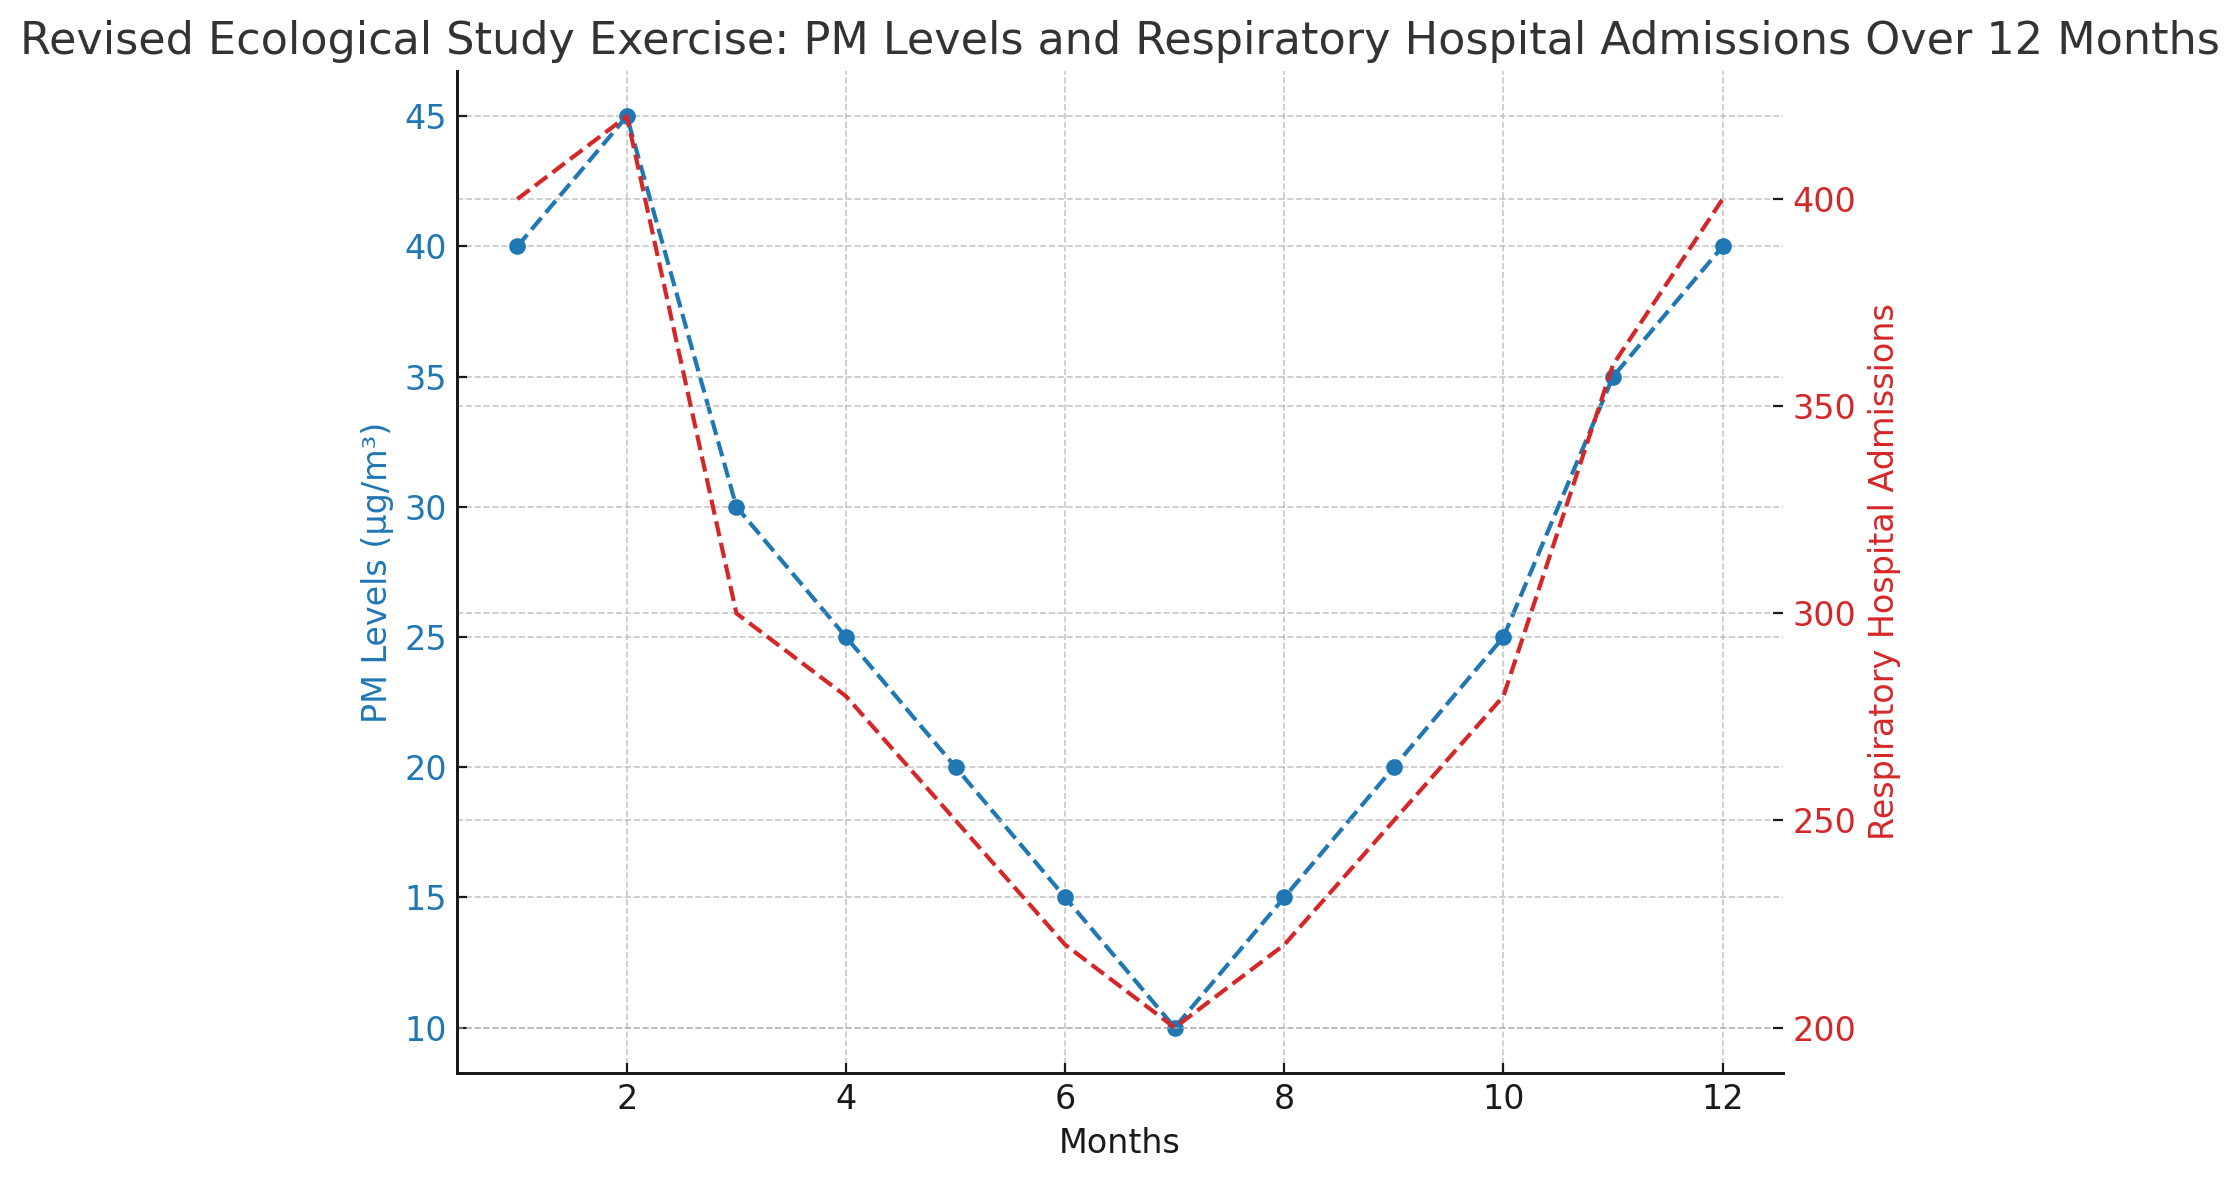 Revised Ecological Study Exercise: PM Levels and Respiratory Hospital Admissions Over 12 Months
PM Levels (µg/m³)
45
40
35
30
25
20
15
10
400
350
300
250
200
Respiratory Hospital Admissions
2 4 6 8 10 12
Months